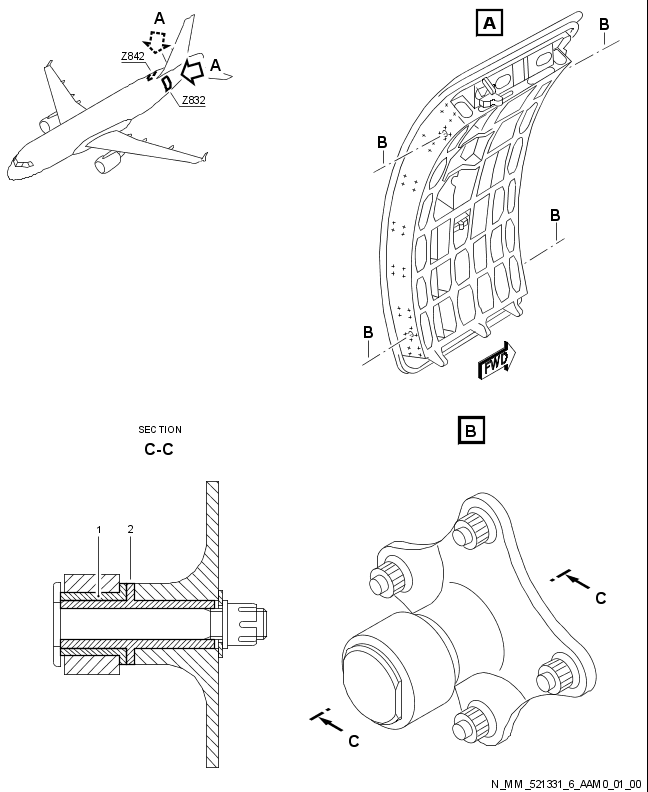 A
Z842
A
Z832
A
B
B
B
B
FWD
SECTION
C-C
B
1
2
C
C
N_MM_521331_6_AAM0_01_00